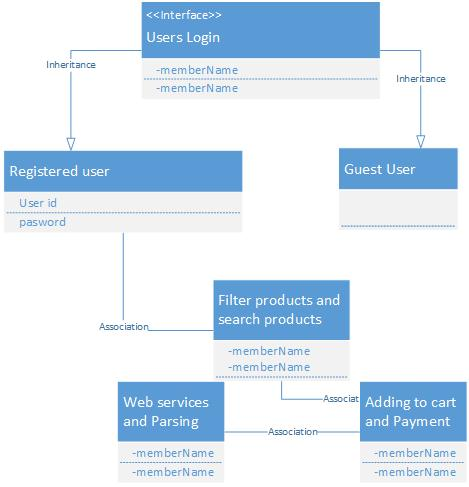 <<Interface>>
Users Login
-memberName
-memberName
Inheritance
Inheritance
Registered user
User id
pasword
Guest User
Association
Filter products and
search products
-memberName
-memberName
Associat
Web services
and Parsing
-memberName
-memberName
Association
Adding to cart
and Payment
-memberName
-memberName